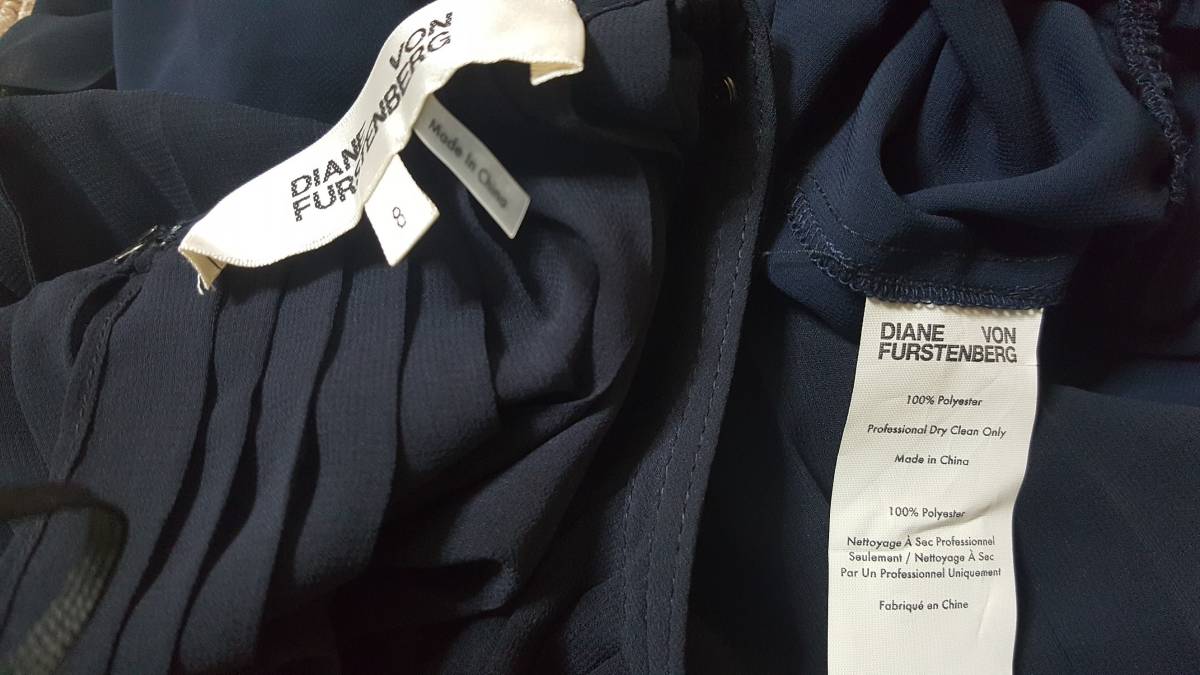 DIANE VON
FURSTENBERG
8
Made in China
DIANE VON
FURSTENBERG
100% Polyester
Professional Dry Clean Only
Made in China
100% Polyester
Nettoyage À Sec Professionnel
Seulement / Nettoyage À Sec
Par Un Professionnel Uniquement
Fabriqué en Chine